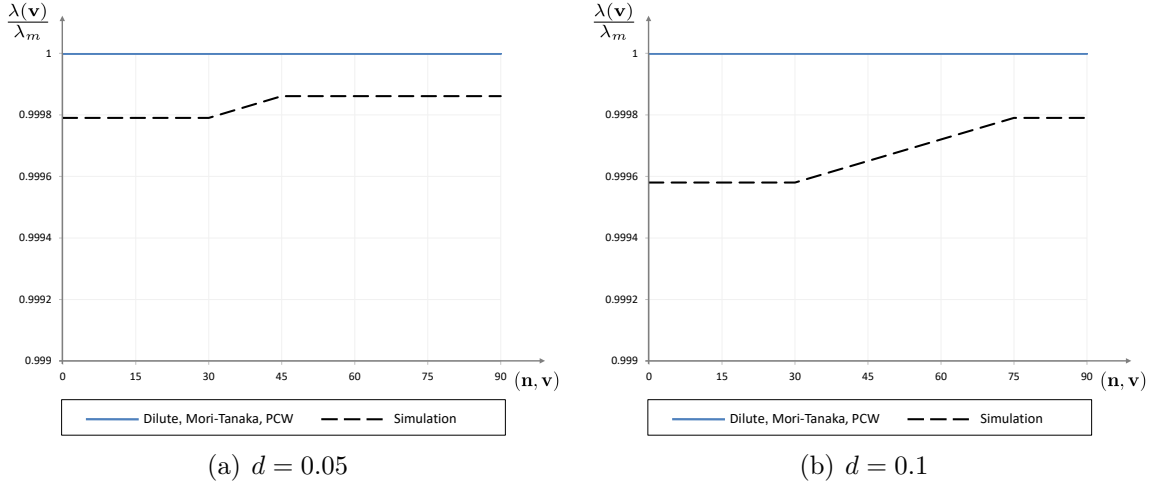 λ(v)
λm
1
0.9998
0.9996
0.9994
0.9992
0.999
0 15 30 45 60 75 90 (n, v)
Dilute, Mori-Tanaka, PCW Simulation
(a) d = 0.05
λ(v)
λm
1
0.9998
0.9996
0.9994
0.9992
0.999
0 15 30 45 60 75 90 (n, v)
Dilute, Mori-Tanaka, PCW Simulation
(b) d = 0.1